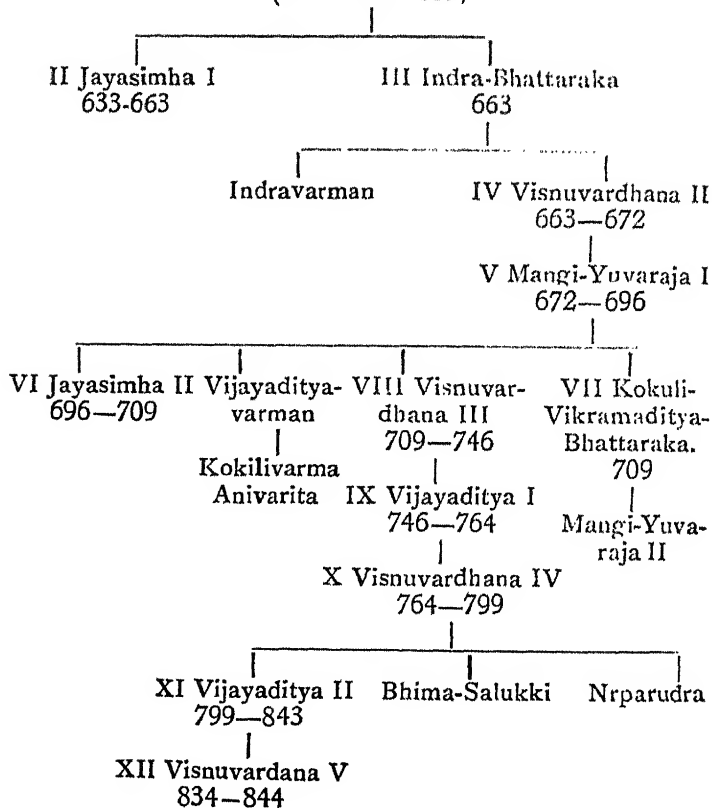 II Jayasimha I III Indra-Bhattaraka
633-663 663
Indravarman IV Visnuvardhana II
663—672
V Mangi-Yuvaraja I
672—696
VI Jayasimha II Vijayaditya- VIII Visnuvar- VII Kokuli-
696—709 varman dhana III Vikramaditya-
709—746 Bhattaraka.
Kokilivarma 709
Anivarita IX Vijayaditya I
746—764 Mangi-Yuva-
raja II
X Visnuvardhana IV
764—799
XI Vijayaditya II Bhima-Salukki Nrparudra
799—843
XII Visnuvardana V
834—844